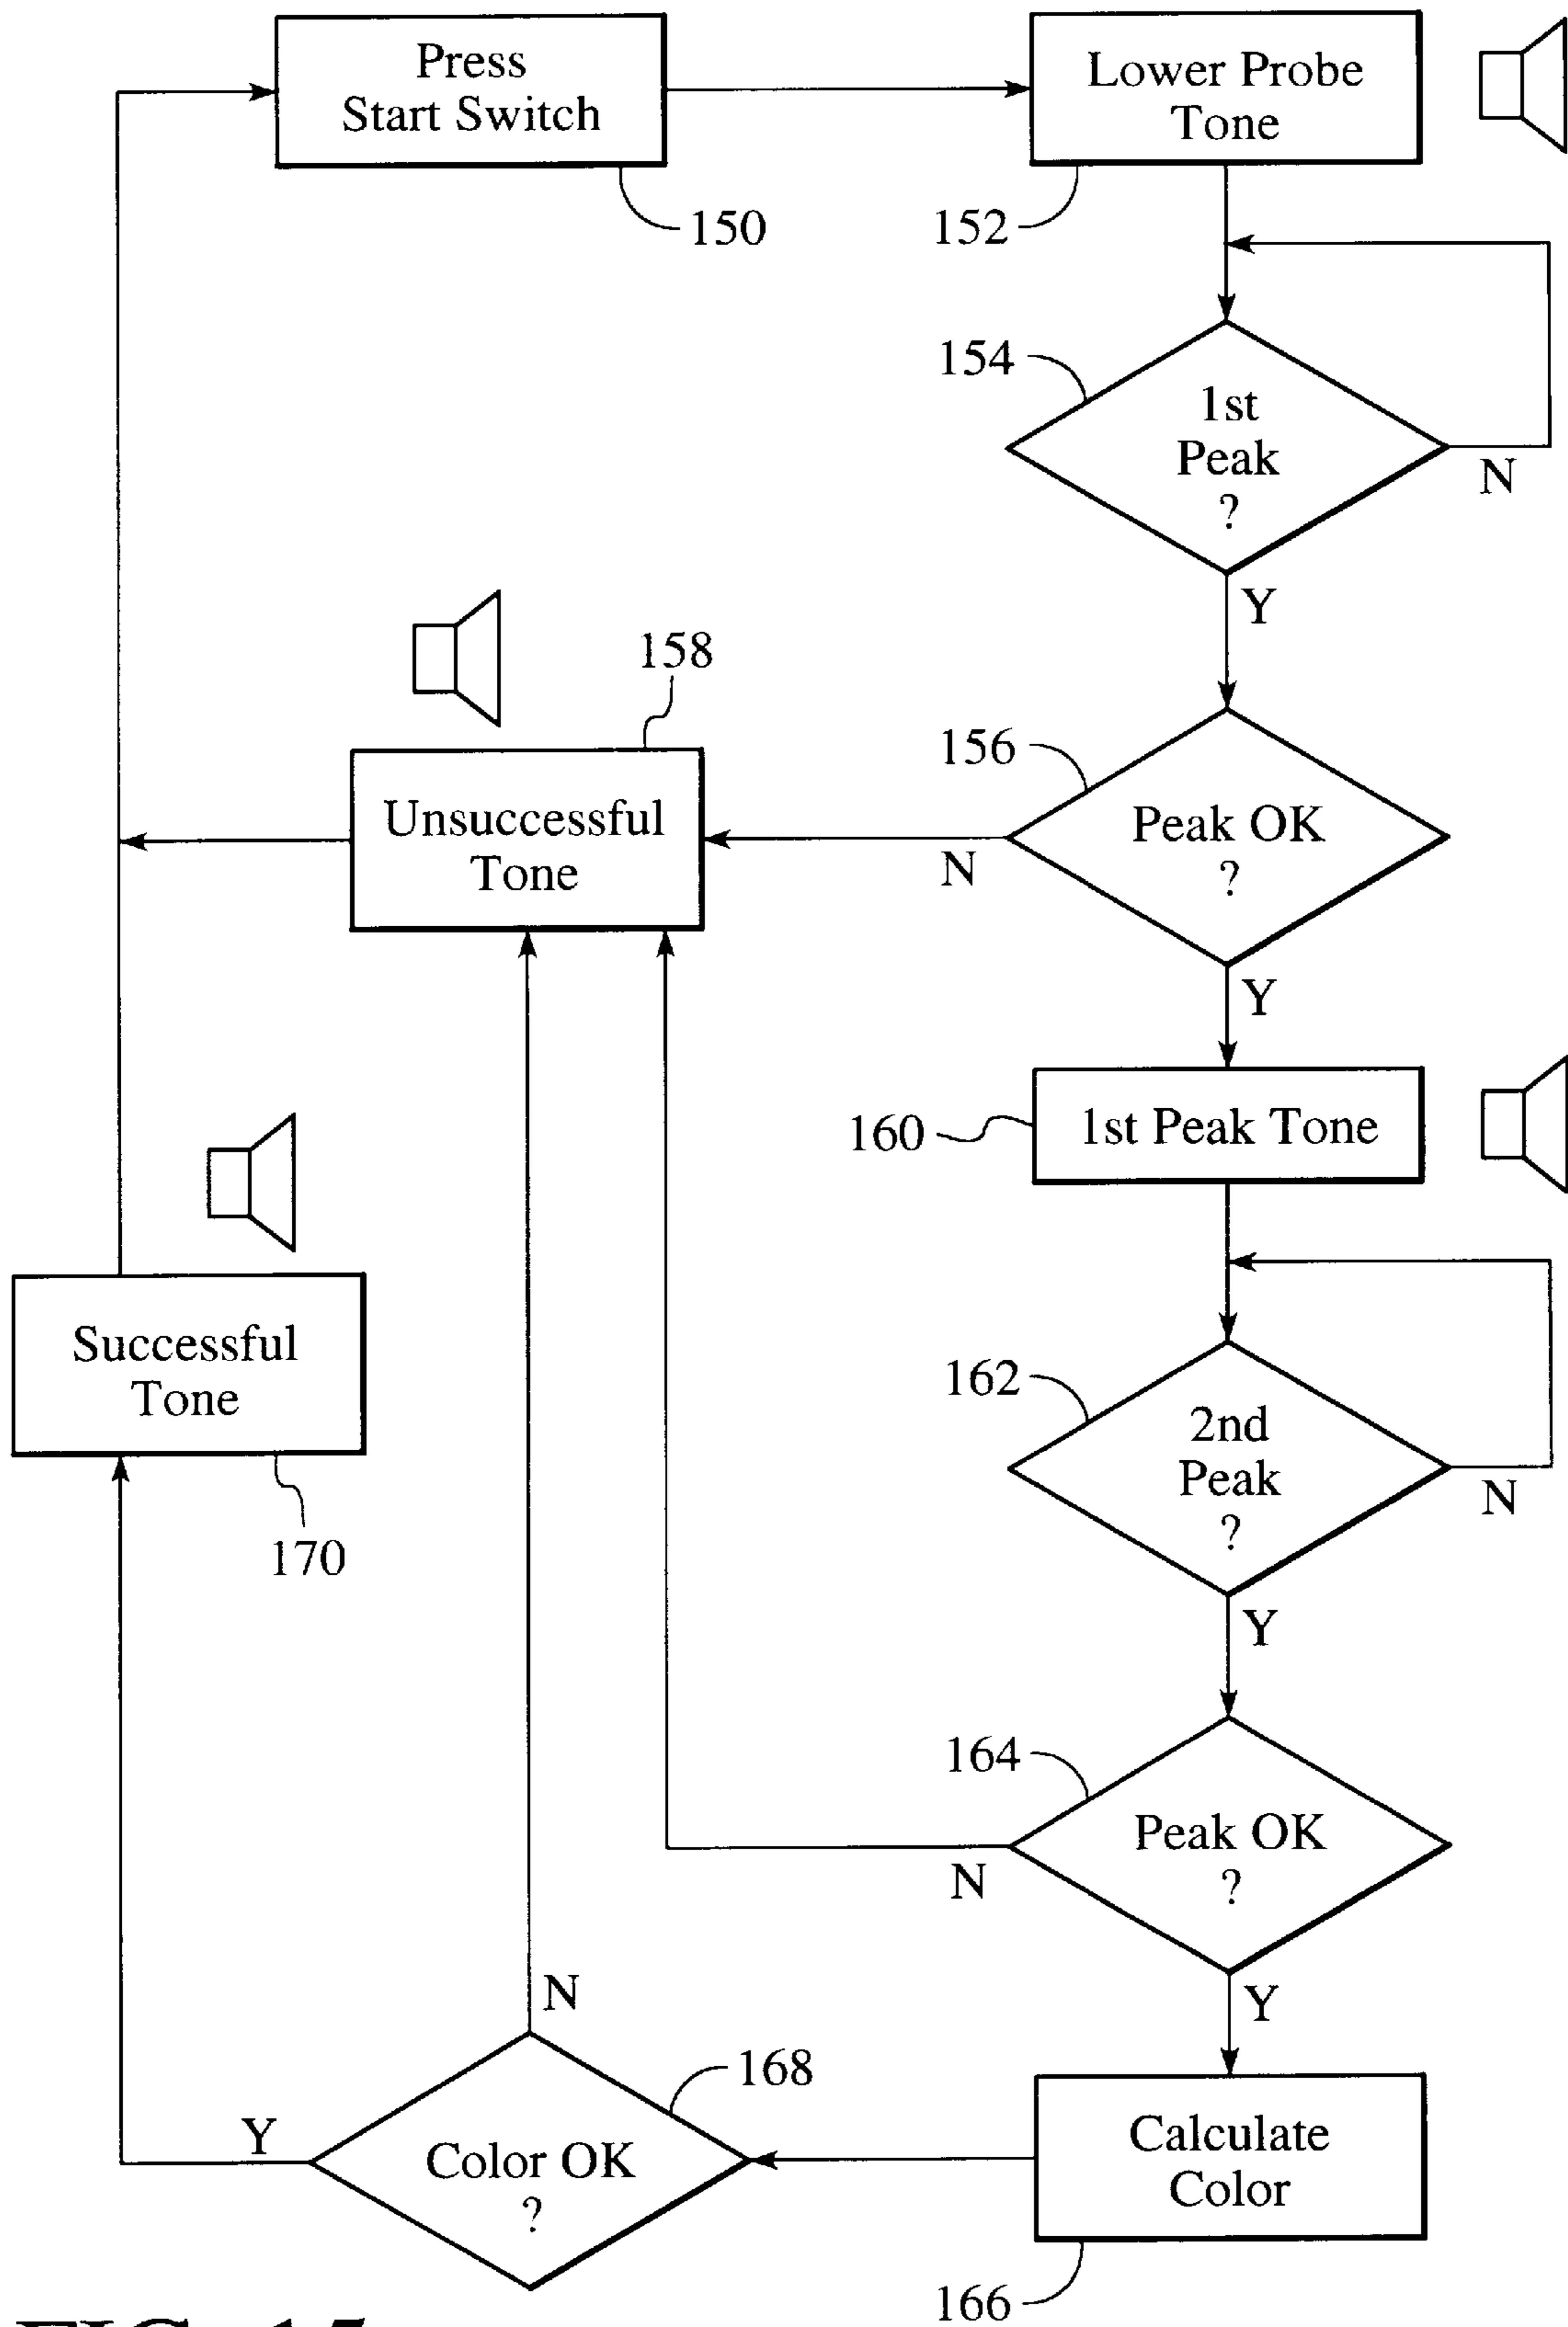 Press
Start Switch
150
Lower Probe
Tone
152
154
1st
Peak
?
N
Y
158
Unsuccessful
Tone
156
Peak OK
?
N
Y
160
1st Peak Tone
Successful
Tone
170
162
2nd
Peak
?
N
Y
164
Peak OK
?
N
Y
N
168
Y
Color OK
?
Calculate
Color
166